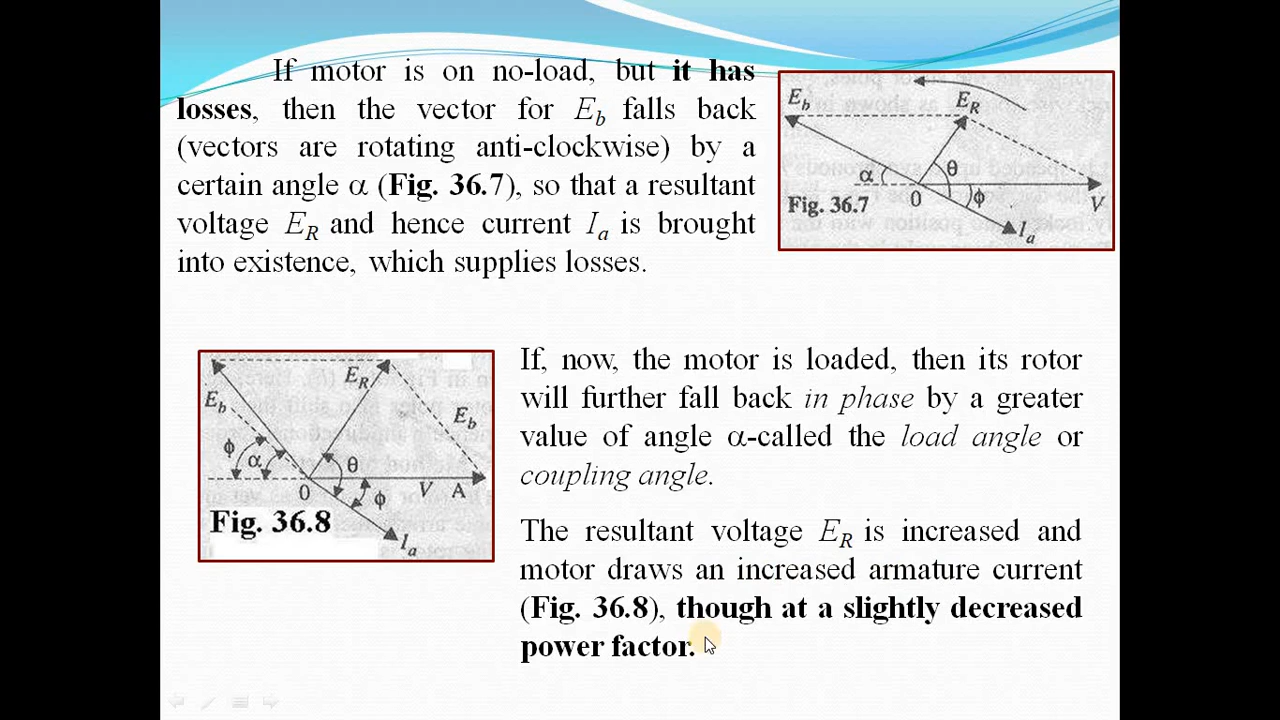 If motor is on no-load, but it has
losses, then the vector for Eb falls back
(vectors are rotating anti-clockwise) by a
certain angle α (Fig. 36.7), so that a resultant
voltage ER and hence current Ia is brought
into existence, which supplies losses.
Eb
ER
α
θ
0
ϕ
V
Ia
Fig. 36.7
Eb
ER
Eb
ϕ
α
θ
0
ϕ
V A
Ia
Fig. 36.8
If, now, the motor is loaded, then its rotor
will further fall back in phase by a greater
value of angle α-called the load angle or
coupling angle.
The resultant voltage ER is increased and
motor draws an increased armature current
(Fig. 36.8), though at a slightly decreased
power factor.